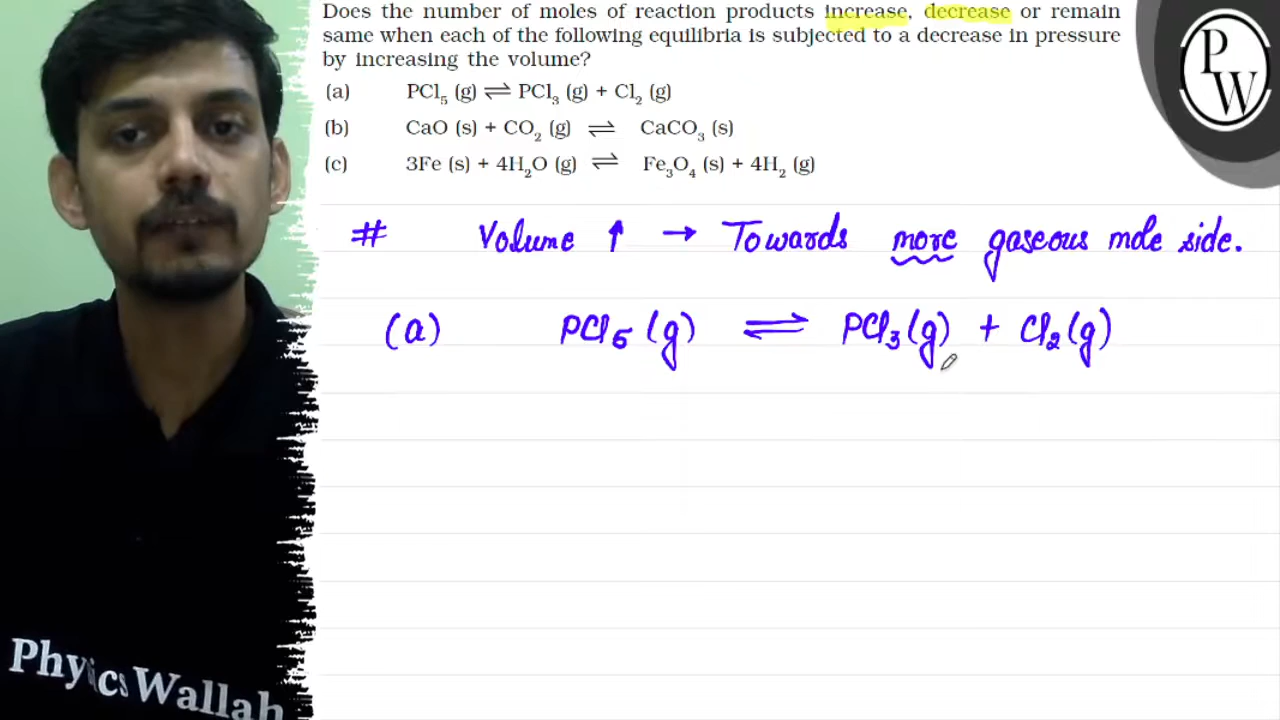 Does the number of moles of reaction products increase, decrease or remain
same when each of the following equilibria is subjected to a decrease in pressure
by increasing the volume?
(a) PCl₅ (g) ⇌ PCl₃ (g) + Cl₂ (g)
(b) CaO (s) + CO₂ (g) ⇌ CaCO₃ (s)
(c) 3Fe (s) + 4H₂O (g) ⇌ Fe₃O₄ (s) + 4H₂ (g)
PW
# Volume ↑ → Towards more gaseous mole side.
(a) PCl₅ (g) ⇌ PCl₃(g) + Cl₂(g)
Physics Wallah